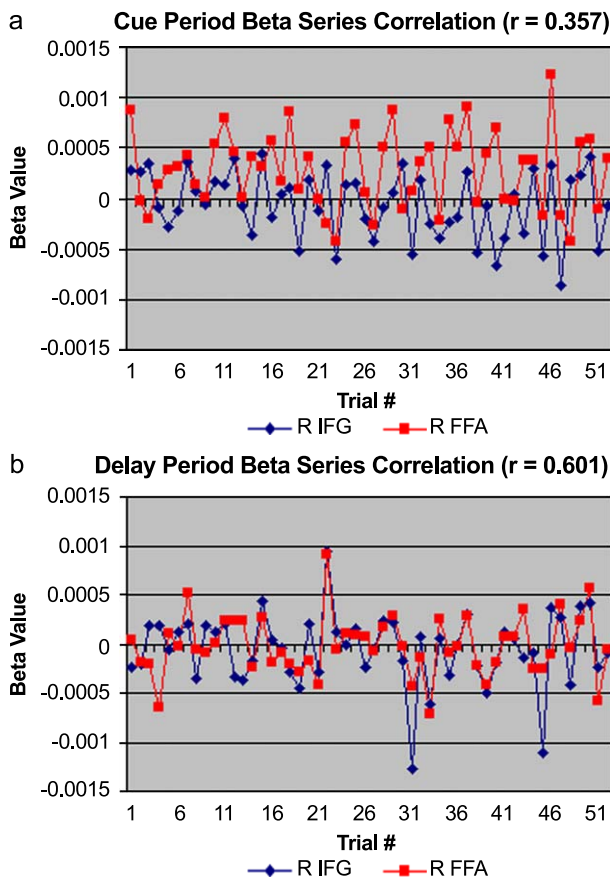 a
Cue Period Beta Series Correlation (r = 0.357)
0.0015
0.001
0.0005
0
-0.0005
-0.001
-0.0015
Beta Value
1 6 11 16 21 26 31 36 41 46 51
Trial #
R IFG R FFA
b
Delay Period Beta Series Correlation (r = 0.601)
0.0015
0.001
0.0005
0
-0.0005
-0.001
-0.0015
Beta Value
1 6 11 16 21 26 31 36 41 46 51
Trial #
R IFG R FFA